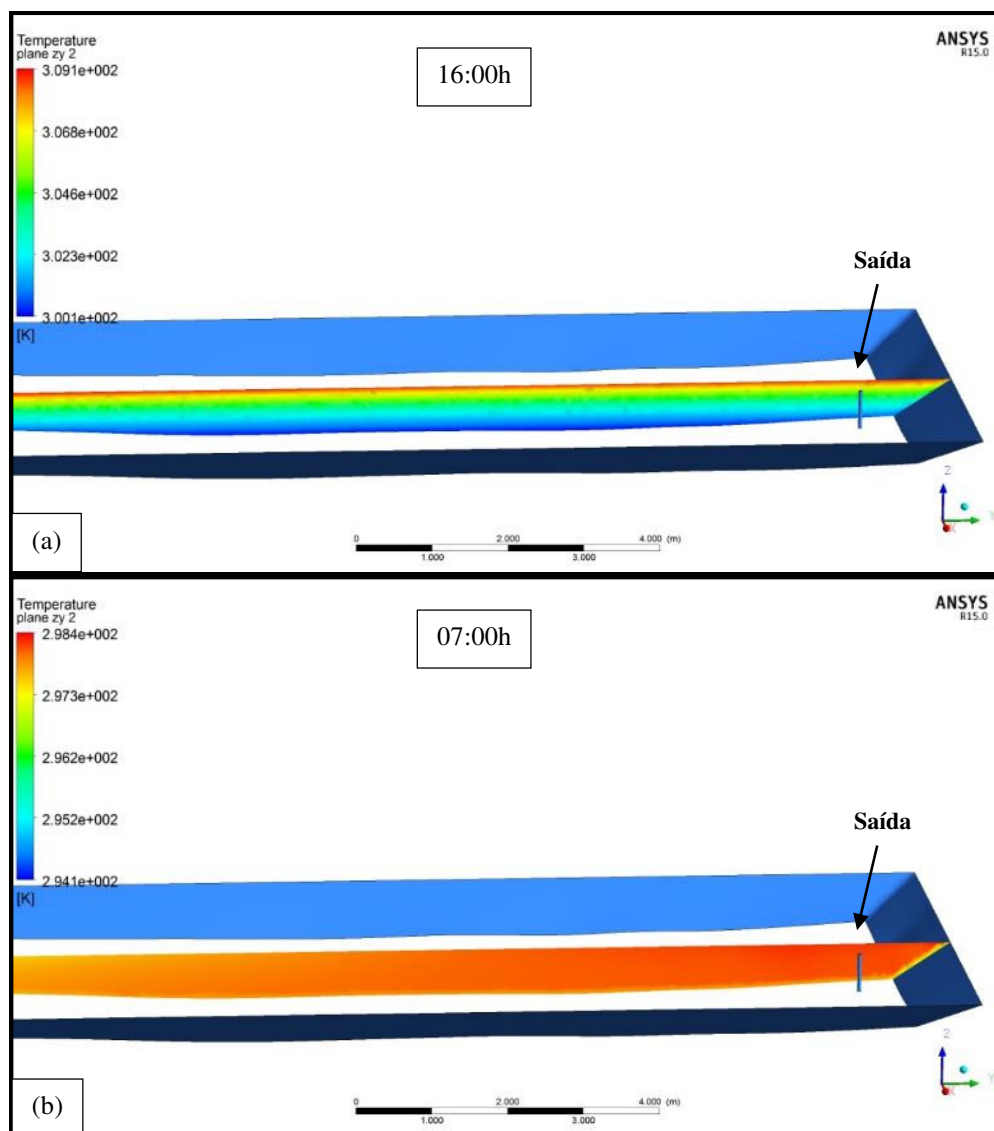 Temperature
plane zy 2
ANSYS
R15.0
16:00h
3.091e+002
3.068e+002
3.046e+002
3.023e+002
3.001e+002
[K]
Saída
Z
Y
X
(a)
0
2.000
4.000 (m)
1.000
3.000
Temperature
plane zy 2
ANSYS
R15.0
07:00h
2.984e+002
2.973e+002
2.962e+002
2.952e+002
2.941e+002
[K]
Saída
Z
Y
X
(b)
0
2.000
4.000 (m)
1.000
3.000